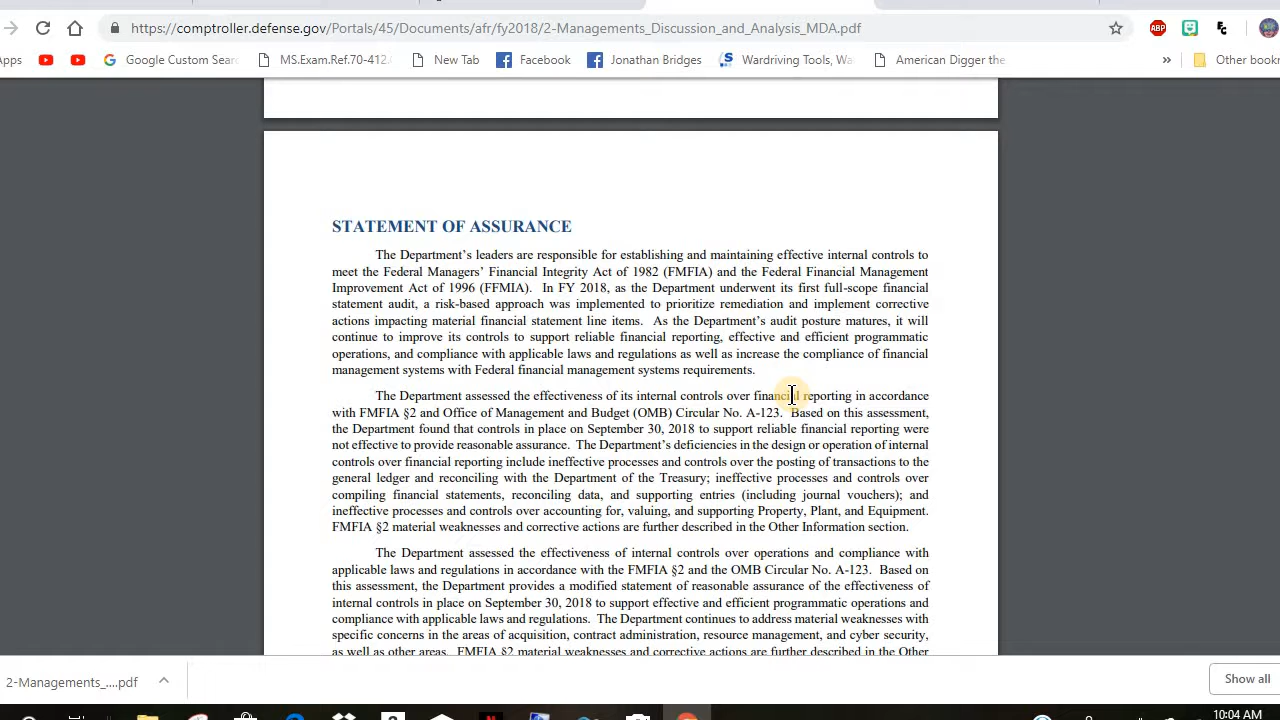 https://comptroller.defense.gov/Portals/45/Documents/afr/fy2018/2-Managements_Discussion_and_Analysis_MDA.pdf
ABP
Apps Google Custom Sear MS.Exam.Ref.70-412. New Tab Facebook Jonathan Bridges Wardriving Tools, Wa American Digger the » Other bookm
STATEMENT OF ASSURANCE
The Department's leaders are responsible for establishing and maintaining effective internal controls to
meet the Federal Managers' Financial Integrity Act of 1982 (FMFIA) and the Federal Financial Management
Improvement Act of 1996 (FFMIA). In FY 2018, as the Department underwent its first full-scope financial
statement audit, a risk-based approach was implemented to prioritize remediation and implement corrective
actions impacting material financial statement line items. As the Department's audit posture matures, it will
continue to improve its controls to support reliable financial reporting, effective and efficient programmatic
operations, and compliance with applicable laws and regulations as well as increase the compliance of financial
management systems with Federal financial management systems requirements.
The Department assessed the effectiveness of its internal controls over financial reporting in accordance
with FMFIA §2 and Office of Management and Budget (OMB) Circular No. A-123. Based on this assessment,
the Department found that controls in place on September 30, 2018 to support reliable financial reporting were
not effective to provide reasonable assurance. The Department's deficiencies in the design or operation of internal
controls over financial reporting include ineffective processes and controls over the posting of transactions to the
general ledger and reconciling with the Department of the Treasury; ineffective processes and controls over
compiling financial statements, reconciling data, and supporting entries (including journal vouchers); and
ineffective processes and controls over accounting for, valuing, and supporting Property, Plant, and Equipment.
FMFIA §2 material weaknesses and corrective actions are further described in the Other Information section.
The Department assessed the effectiveness of internal controls over operations and compliance with
applicable laws and regulations in accordance with the FMFIA §2 and the OMB Circular No. A-123. Based on
this assessment, the Department provides a modified statement of reasonable assurance of the effectiveness of
internal controls in place on September 30, 2018 to support effective and efficient programmatic operations and
compliance with applicable laws and regulations. The Department continues to address material weaknesses with
specific concerns in the areas of acquisition, contract administration, resource management, and cyber security,
as well as other areas. FMFIA §2 material weaknesses and corrective actions are further described in the Other
2-Managements_....pdf
Show all
10:04 AM